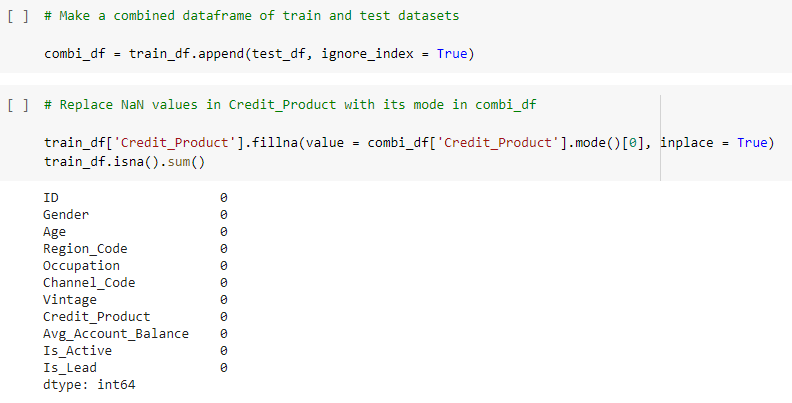 [ ] # Make a combined dataframe of train and test datasets
combi_df = train_df.append(test_df, ignore_index = True)
[ ] # Replace NaN values in Credit_Product with its mode in combi_df
train_df['Credit_Product'].fillna(value = combi_df['Credit_Product'].mode()[0], inplace = True)
train_df.isna().sum()
ID 0
Gender 0
Age 0
Region_Code 0
Occupation 0
Channel_Code 0
Vintage 0
Credit_Product 0
Avg_Account_Balance 0
Is_Active 0
Is_Lead 0
dtype: int64